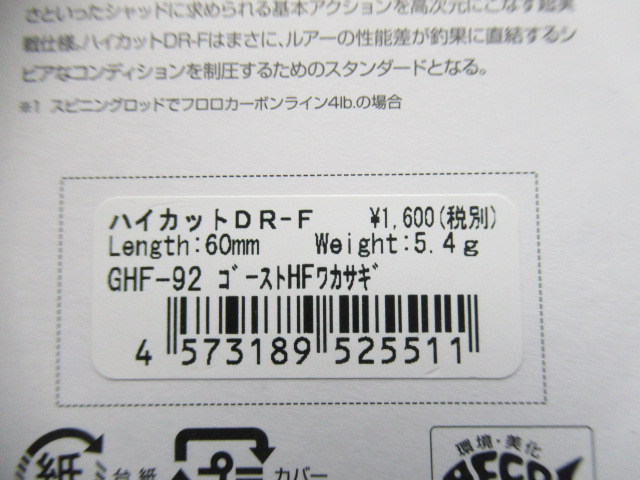 さといったシャッドに求められる基本アクションを高次元にこなす超実
戦仕様。ハイカットDR-Fはまさに、ルアーの性能差が釣果に直結するシ
ビアなコンディションを制圧するためのスタンダードとなる。
※1 スピニングロッドでフロロカーボンライン4lb.の場合
ハイカットDR-F ¥1,600(税別)
Length:60mm Weight:5.4g
GHF-92 ゴーストHFワカサギ
4 573189 525511
紙 台紙 カバー
環境・美化